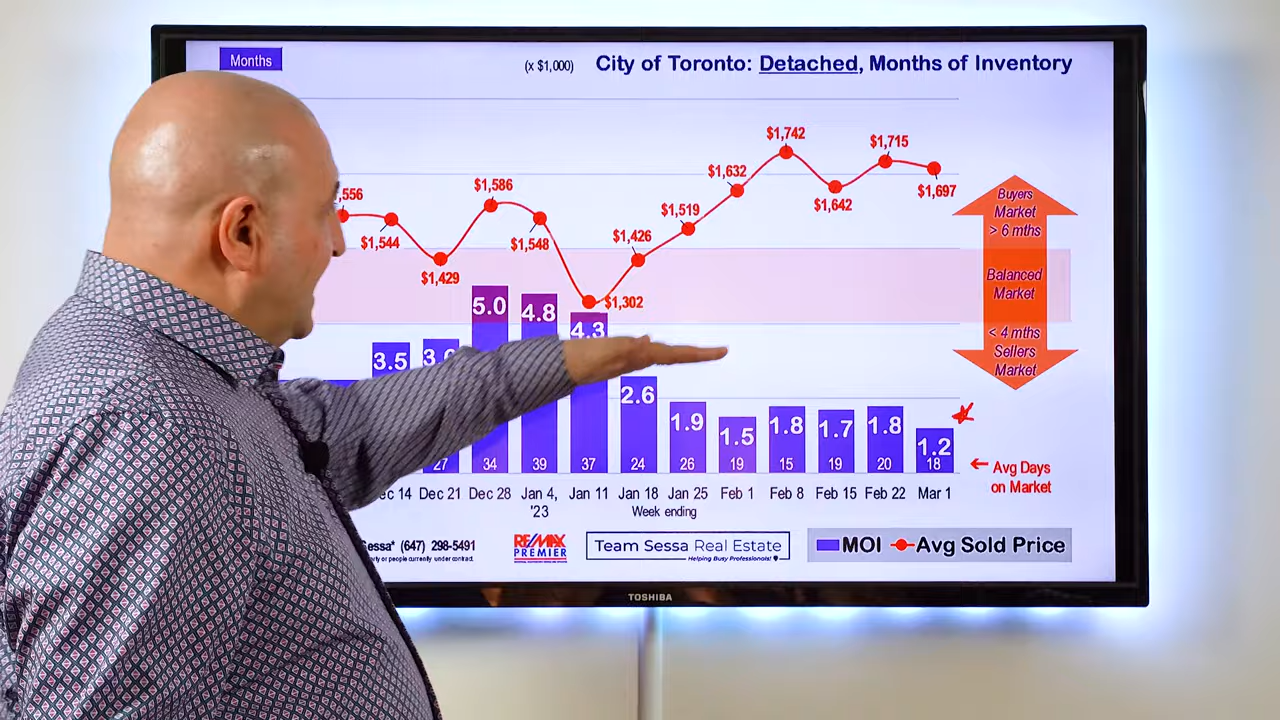 Months
(x $1,000)
City of Toronto: Detached, Months of Inventory
$1,742
$1,715
$1,632
$1,697
$1,642
,556
$1,586
$1,519
$1,544
$1,548
$1,426
$1,429
$1,302
Buyers
Market
> 6 mths
Balanced
Market
< 4 mths
Sellers
Market
5.0
4.8
4.3
3.5
2.6
1.9
1.5
1.8
1.7
1.8
1.2
27
34
39
37
24
26
19
15
19
20
18
← Avg Days
on Market
14
Dec 21
Dec 28
Jan 4,
'23
Jan 11
Jan 18
Jan 25
Feb 1
Feb 8
Feb 15
Feb 22
Mar 1
Week ending
(647) 298-5491
people currently under contract.
RE/MAX
PREMIER
Team Sessa Real Estate
Helping Busy Professionals!
MOI
Avg Sold Price
TOSHIBA